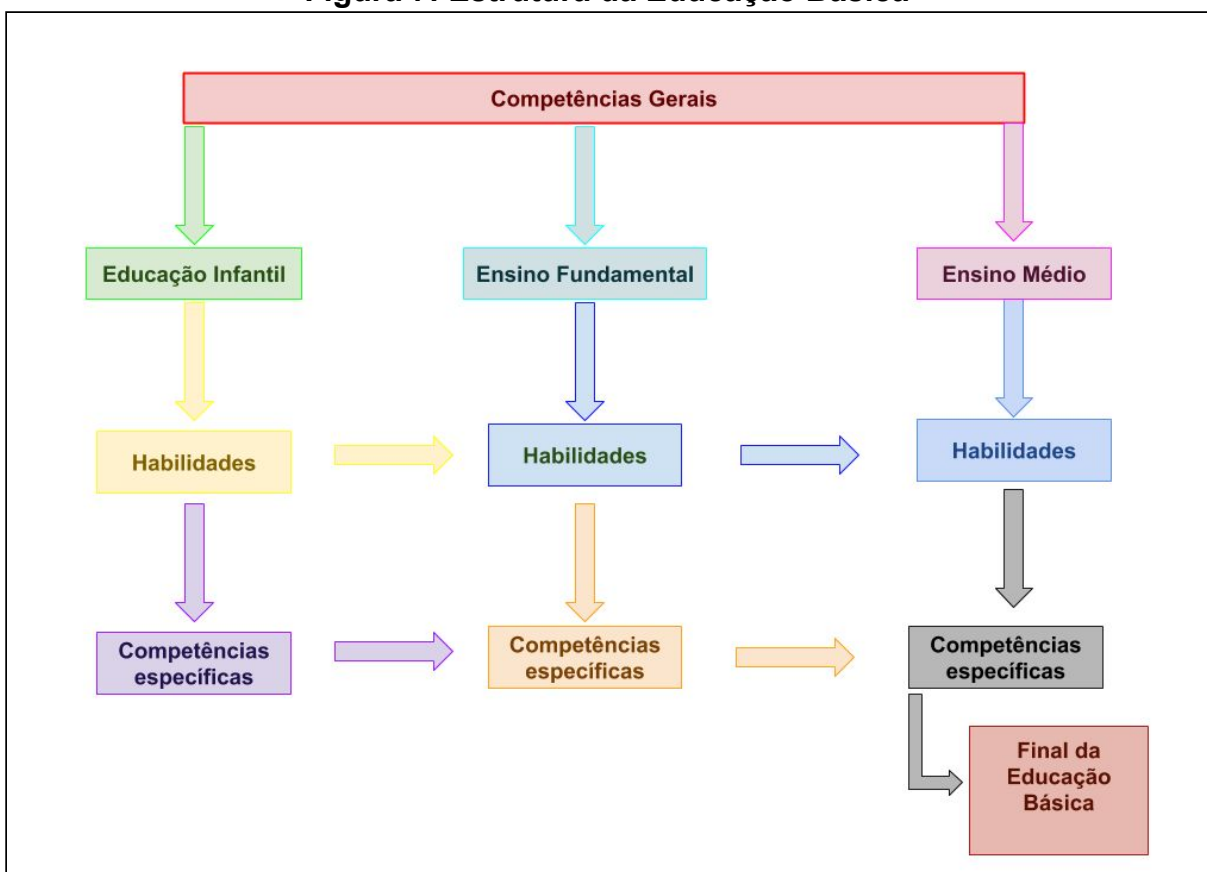 Competências Gerais
Educação Infantil
Ensino Fundamental
Ensino Médio
Habilidades
Habilidades
Habilidades
Competências
específicas
Competências
específicas
Competências
específicas
Final da
Educação
Básica